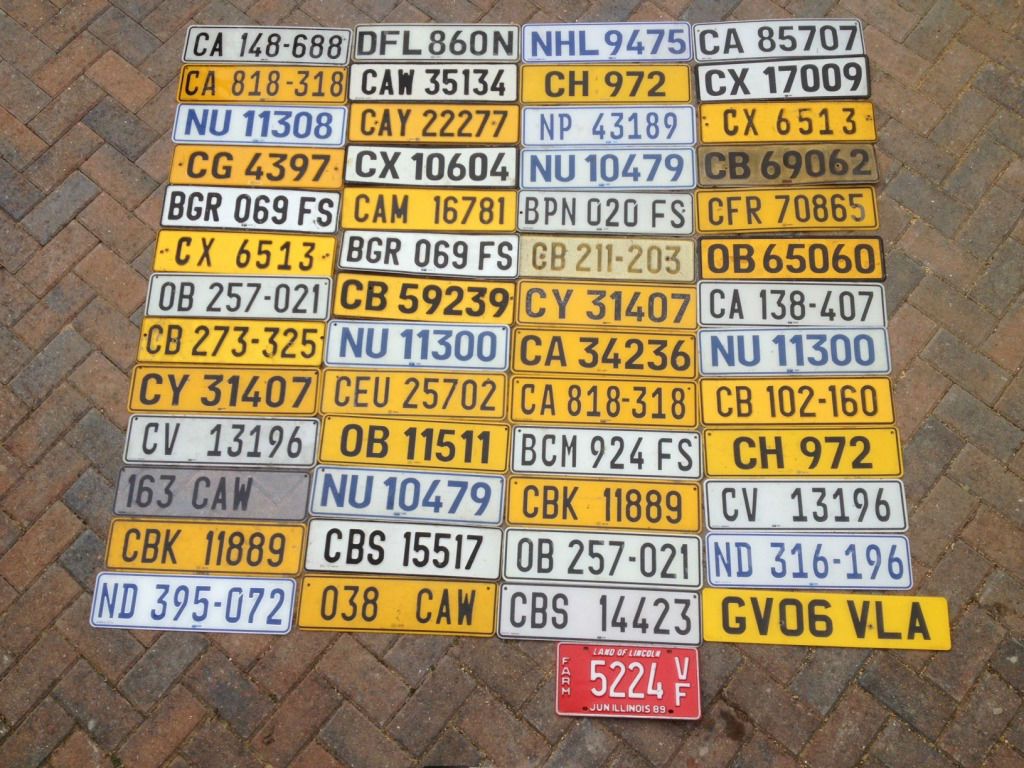 CA 148-688
DFL 860N
NHL 9475
CA 85707
CA 818-318
CAW 35134
CH 972
CX 17009
NU 11308
CAY 22277
NP 43189
CX 6513
CG 4397
CX 10604
NU 10479
CB 69062
BGR 069 FS
CAM 16781
BPN 020 FS
CFR 70865
CX 6513
BGR 069 FS
CB 211-203
OB 65060
OB 257-021
CB 59239
CY 31407
CA 138-407
CB 273-325
NU 11300
CA 34236
NU 11300
CY 31407
CEU 25702
CA 818-318
CB 102-160
CV 13196
OB 11511
BCM 924 FS
CH 972
163 CAW
NU 10479
CBK 11889
CV 13196
CBK 11889
CBS 15517
OB 257-021
ND 316-196
ND 395-072
038 CAW
CBS 14423
GV06 VLA
LAND OF LINCOLN
FARM 5224 VF
JUN ILLINOIS 89